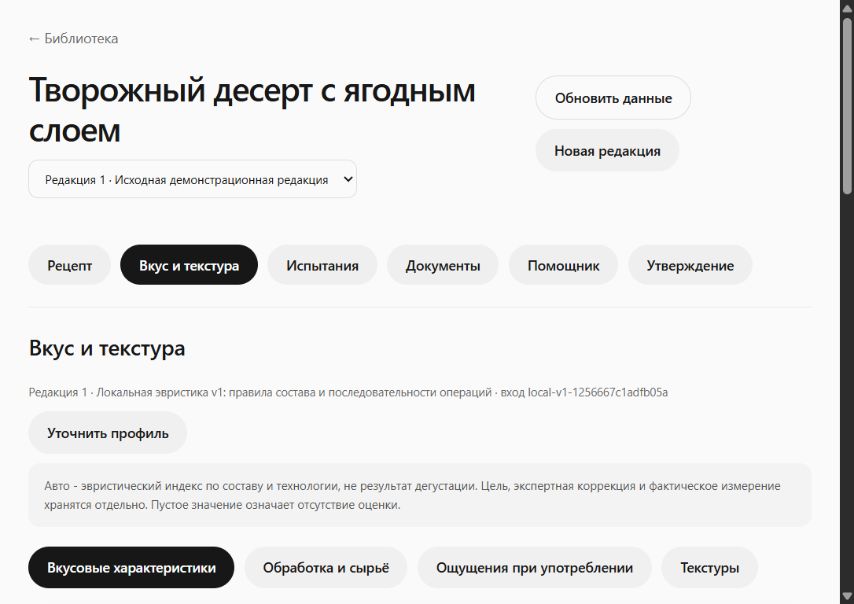 ← Библиотека
Творожный десерт с ягодным
слоем
Обновить данные
Новая редакция
Редакция 1 · Исходная демонстрационная редакция
Рецепт
Вкус и текстура
Испытания
Документы
Помощник
Утверждение
Вкус и текстура
Редакция 1 · Локальная эвристика v1: правила состава и последовательности операций · вход local-v1-1256667c1adfb05a
Уточнить профиль
Авто - эвристический индекс по составу и технологии, не результат дегустации. Цель, экспертная коррекция и фактическое измерение
хранятся отдельно. Пустое значение означает отсутствие оценки.
Вкусовые характеристики
Обработка и сырьё
Ощущения при употреблении
Текстуры